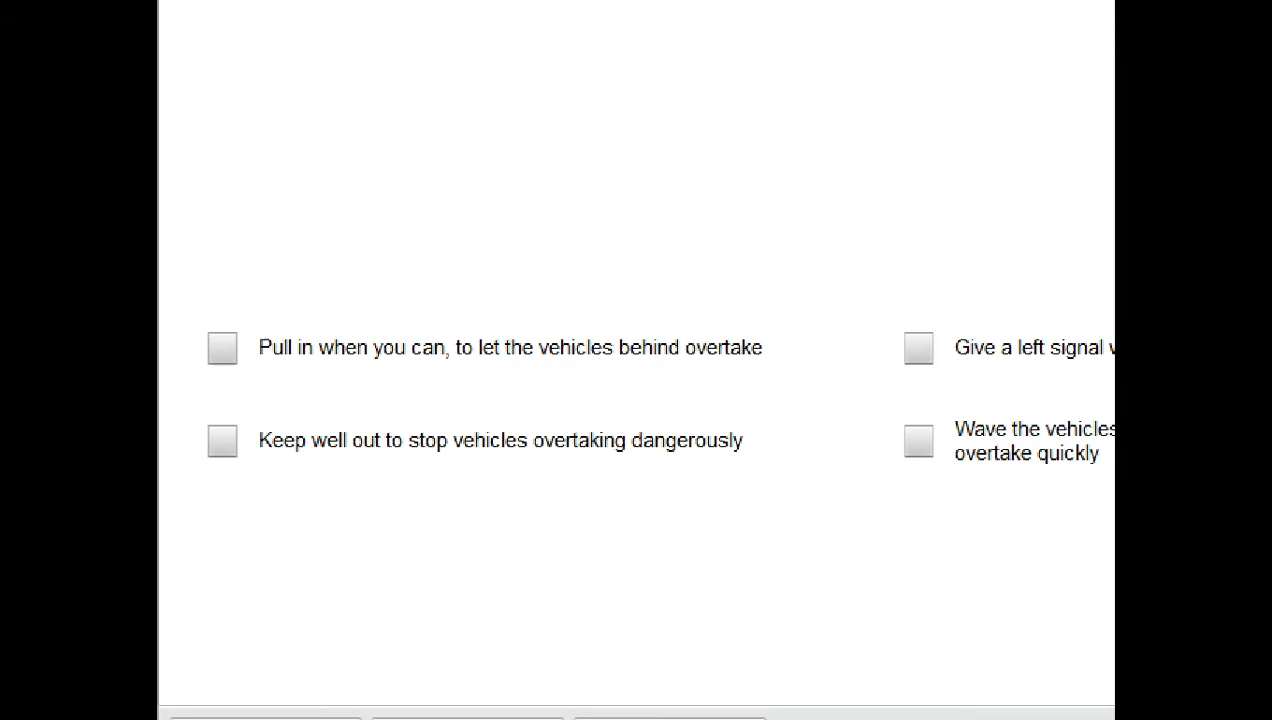 Pull in when you can, to let the vehicles behind overtake
Give a left signal
Keep well out to stop vehicles overtaking dangerously
Wave the vehicles
overtake quickly